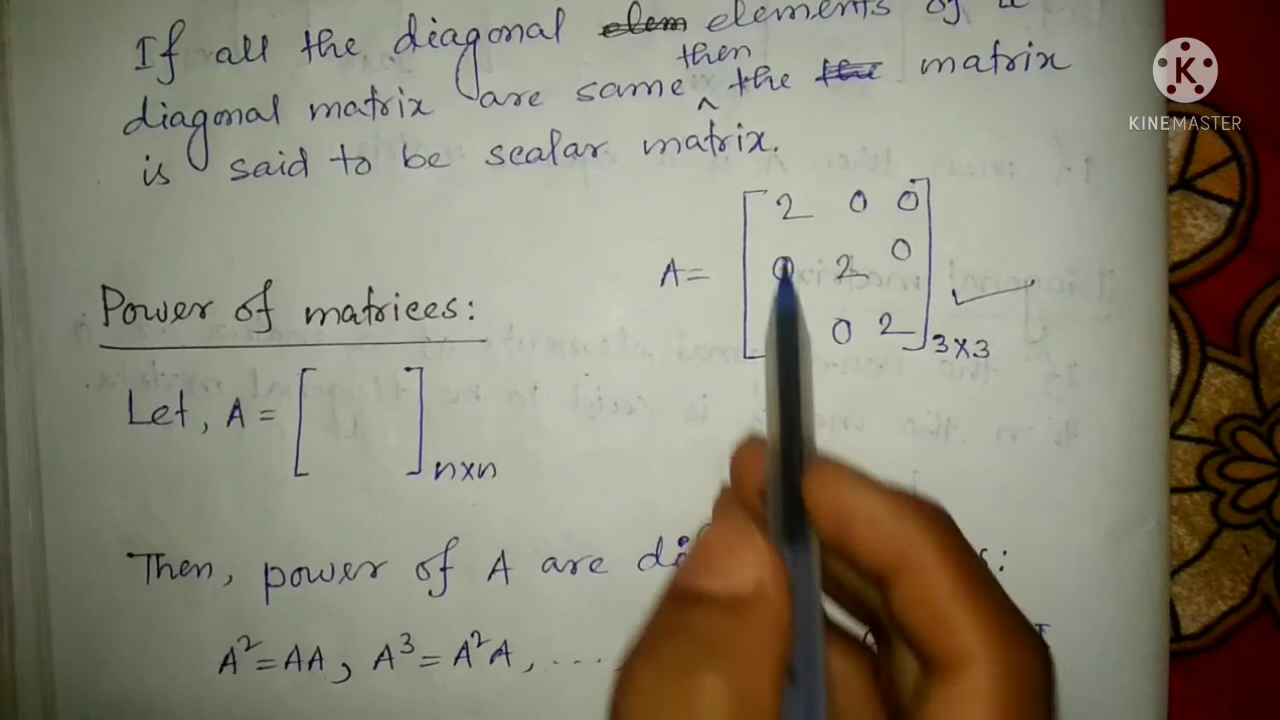 If all the diagonal elem elements of a
diagonal matrix are same then the the matrix
is said to be scalar matrix.
A = [ 2 0 0
0 2 0
0 2 ] 3×3
Power of matrices:
Let, A = [ ] n×n
Then, power of A are
A² = AA, A³ = A²A, ....
KINEMASTER